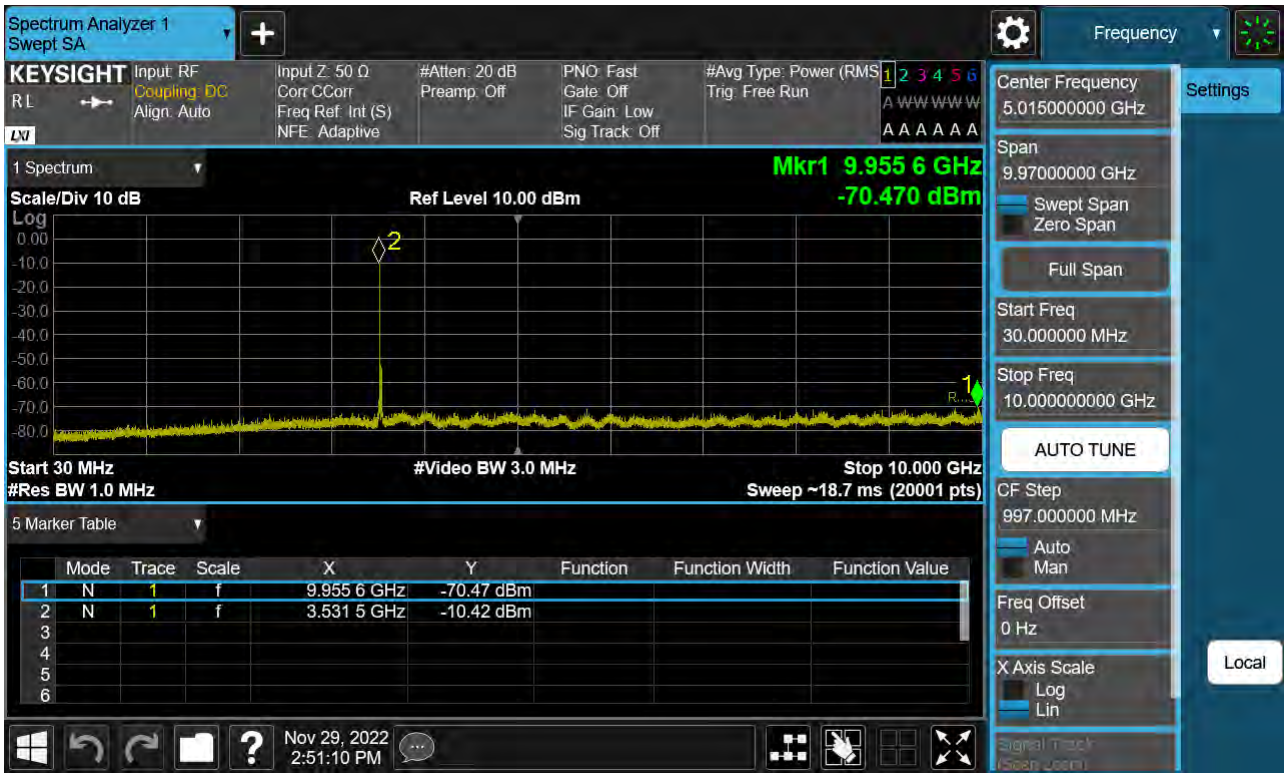 Spectrum Analyzer 1
Swept SA
+
Frequency
KEYSIGHT
RL
LXI
Input: RF
Coupling: DC
Align: Auto
Input Z: 50 Ω
Corr CCorr
Freq Ref: Int (S)
NFE: Adaptive
#Atten: 20 dB
Preamp: Off
PNO: Fast
Gate: Off
IF Gain: Low
Sig Track: Off
#Avg Type: Power (RMS
Trig: Free Run
1 2 3 4 5 6
A W W W W W
A A A A A A
1 Spectrum
Mkr1 9.955 6 GHz
Scale/Div 10 dB
Ref Level 10.00 dBm
-70.470 dBm
Log
0.00
-10.0
-20.0
-30.0
-40.0
-50.0
-60.0
-70.0
-80.0
2
1
R...
Start 30 MHz
#Video BW 3.0 MHz
Stop 10.000 GHz
#Res BW 1.0 MHz
Sweep ~18.7 ms (20001 pts)
5 Marker Table
Mode Trace Scale X Y Function Function Width Function Value
1 N 1 f 9.955 6 GHz -70.47 dBm
2 N 1 f 3.531 5 GHz -10.42 dBm
3
4
5
6
Nov 29, 2022
2:51:10 PM
?
Center Frequency
5.015000000 GHz
Settings
Span
9.97000000 GHz
Swept Span
Zero Span
Full Span
Start Freq
30.000000 MHz
Stop Freq
10.000000000 GHz
AUTO TUNE
CF Step
997.000000 MHz
Auto
Man
Freq Offset
0 Hz
X Axis Scale
Log
Lin
Local
Signal Track
(Span Zoom)